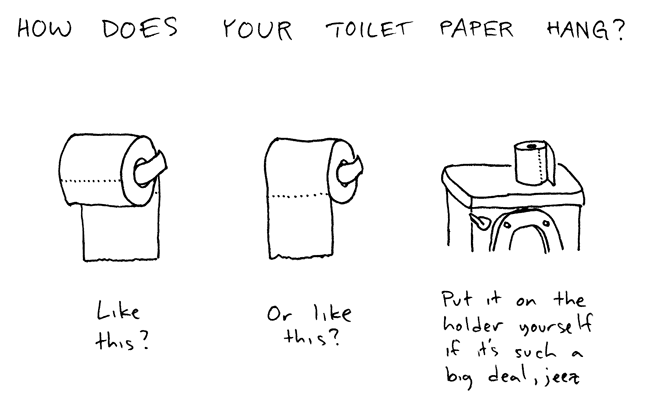 HOW DOES YOUR TOILET PAPER HANG?
Like
this?
Or like
this?
Put it on the
holder yourself
if it's such a
big deal, jeez